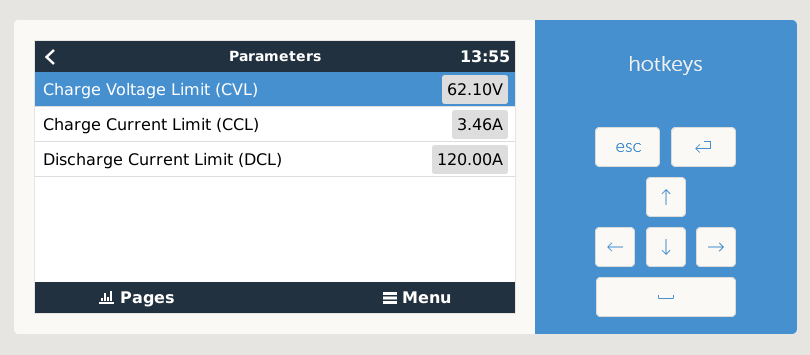 Parameters 13:55
Charge Voltage Limit (CVL) 62.10V
Charge Current Limit (CCL) 3.46A
Discharge Current Limit (DCL) 120.00A
Pages Menu
hotkeys
esc